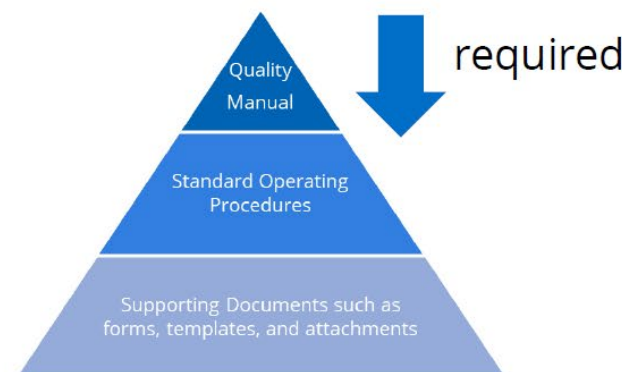 required
Quality
Manual
Standard Operating
Procedures
Supporting Documents such as
forms, templates, and attachments